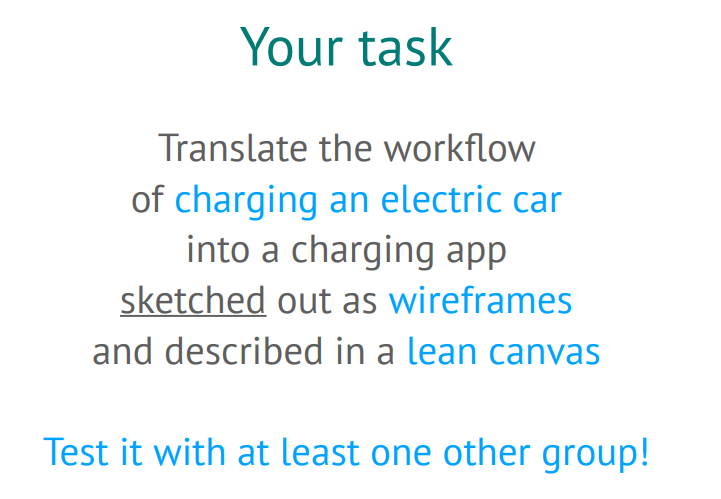 Your task
Translate the workflow
of charging an electric car
into a charging app
sketched out as wireframes
and described in a lean canvas
Test it with at least one other group!